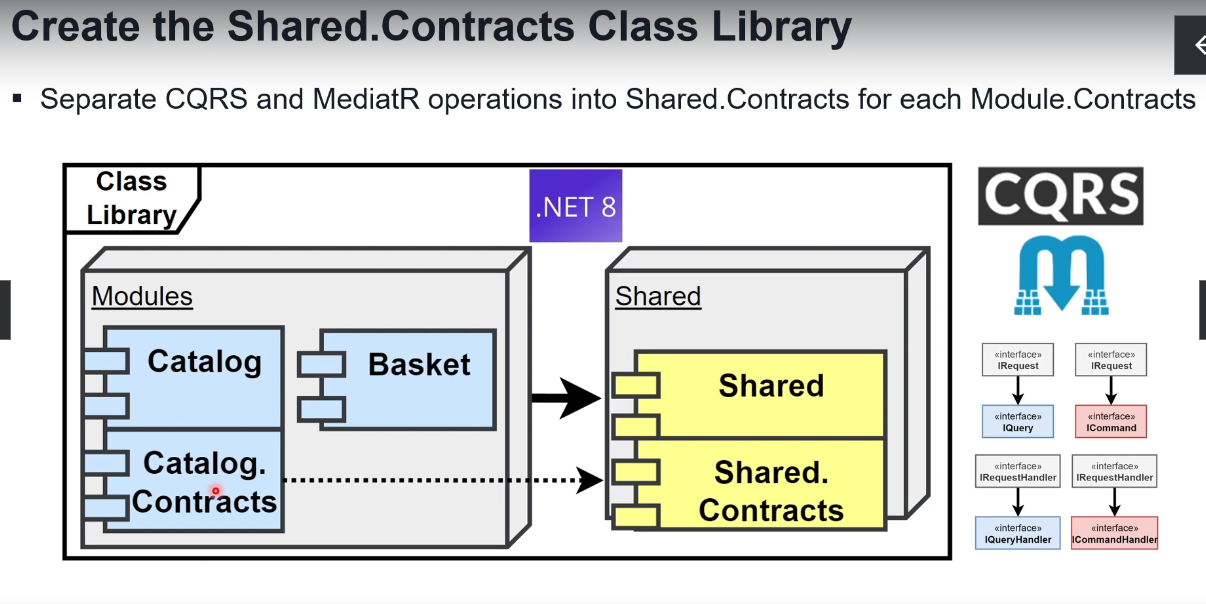 Create the Shared.Contracts Class Library
▪ Separate CQRS and MediatR operations into Shared.Contracts for each Module.Contracts
Class
Library
.NET 8
Modules
Catalog
Basket
Catalog.
Contracts
Shared
Shared
Shared.
Contracts
CQRS
«interface»
IRequest
«interface»
IRequest
«interface»
IQuery
«interface»
ICommand
«interface»
IRequestHandler
«interface»
IRequestHandler
«interface»
IQueryHandler
«interface»
ICommandHandler